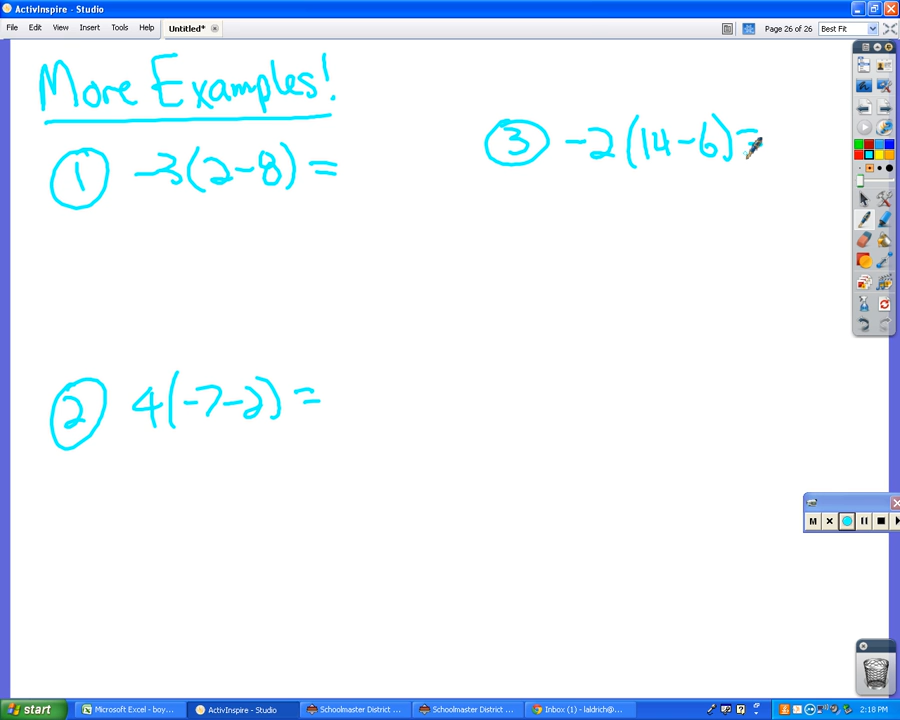 ActivInspire - Studio
File Edit View Insert Tools Help Untitled* Page 26 of 26 Best Fit
More Examples!
① -3(2-8) =
② 4(-7-2) =
③ -2(14-6) =
M
start Microsoft Excel - boy... ActivInspire - Studio Schoolmaster District ... Schoolmaster District ... Inbox (1) - laldrich@... 2:18 PM